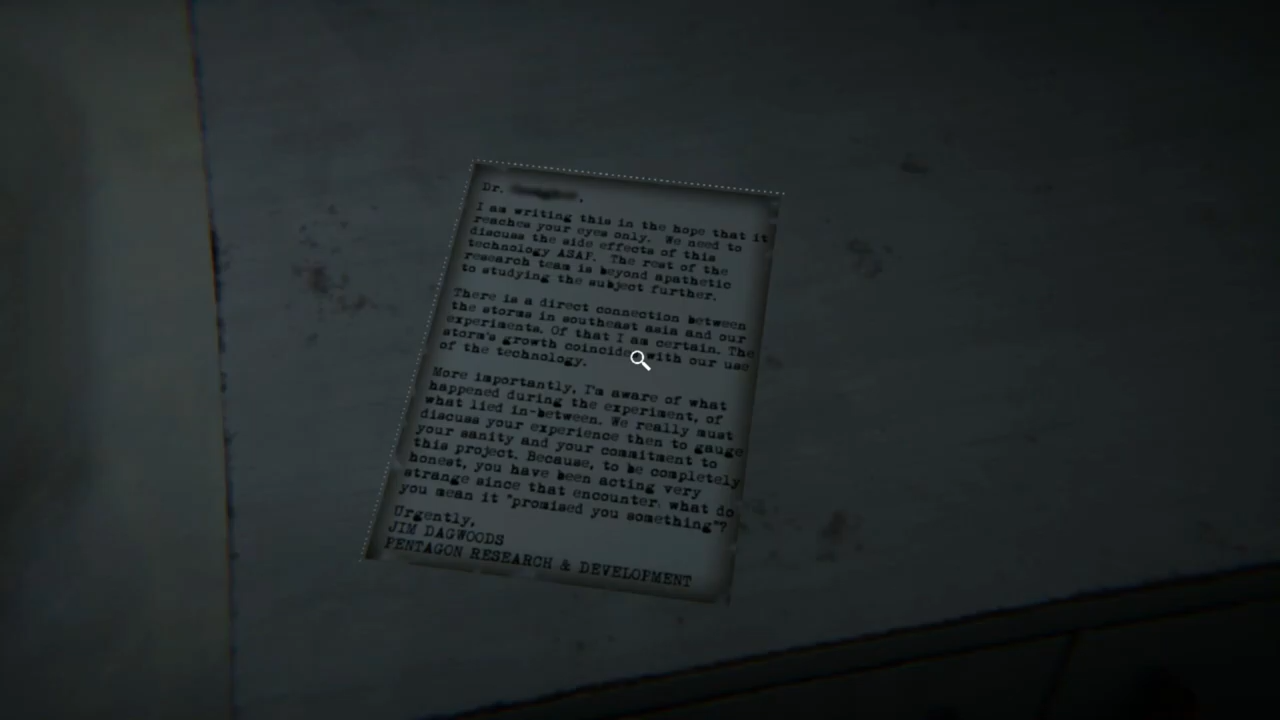 Dr. ,
I am writing this in the hope that it
reaches your eyes only. We need to
discuss the side effects of this
technology ASAP. The rest of the
research team is beyond apathetic
to studying the subject further.
There is a direct connection between
the storms in southeast asia and our
experiments. Of that I am certain. The
storm's growth coincides with our use
of the technology.
More importantly, I'm aware of what
happened during the experiment, of
what lied in-between. We really must
discuss your experience then to gauge
your sanity and your commitment to
this project. Because, to be completely
honest, you have been acting very
strange since that encounter. what do
you mean it "promised you something"?
Urgently,
JIM DAGWOODS
PENTAGON RESEARCH & DEVELOPMENT